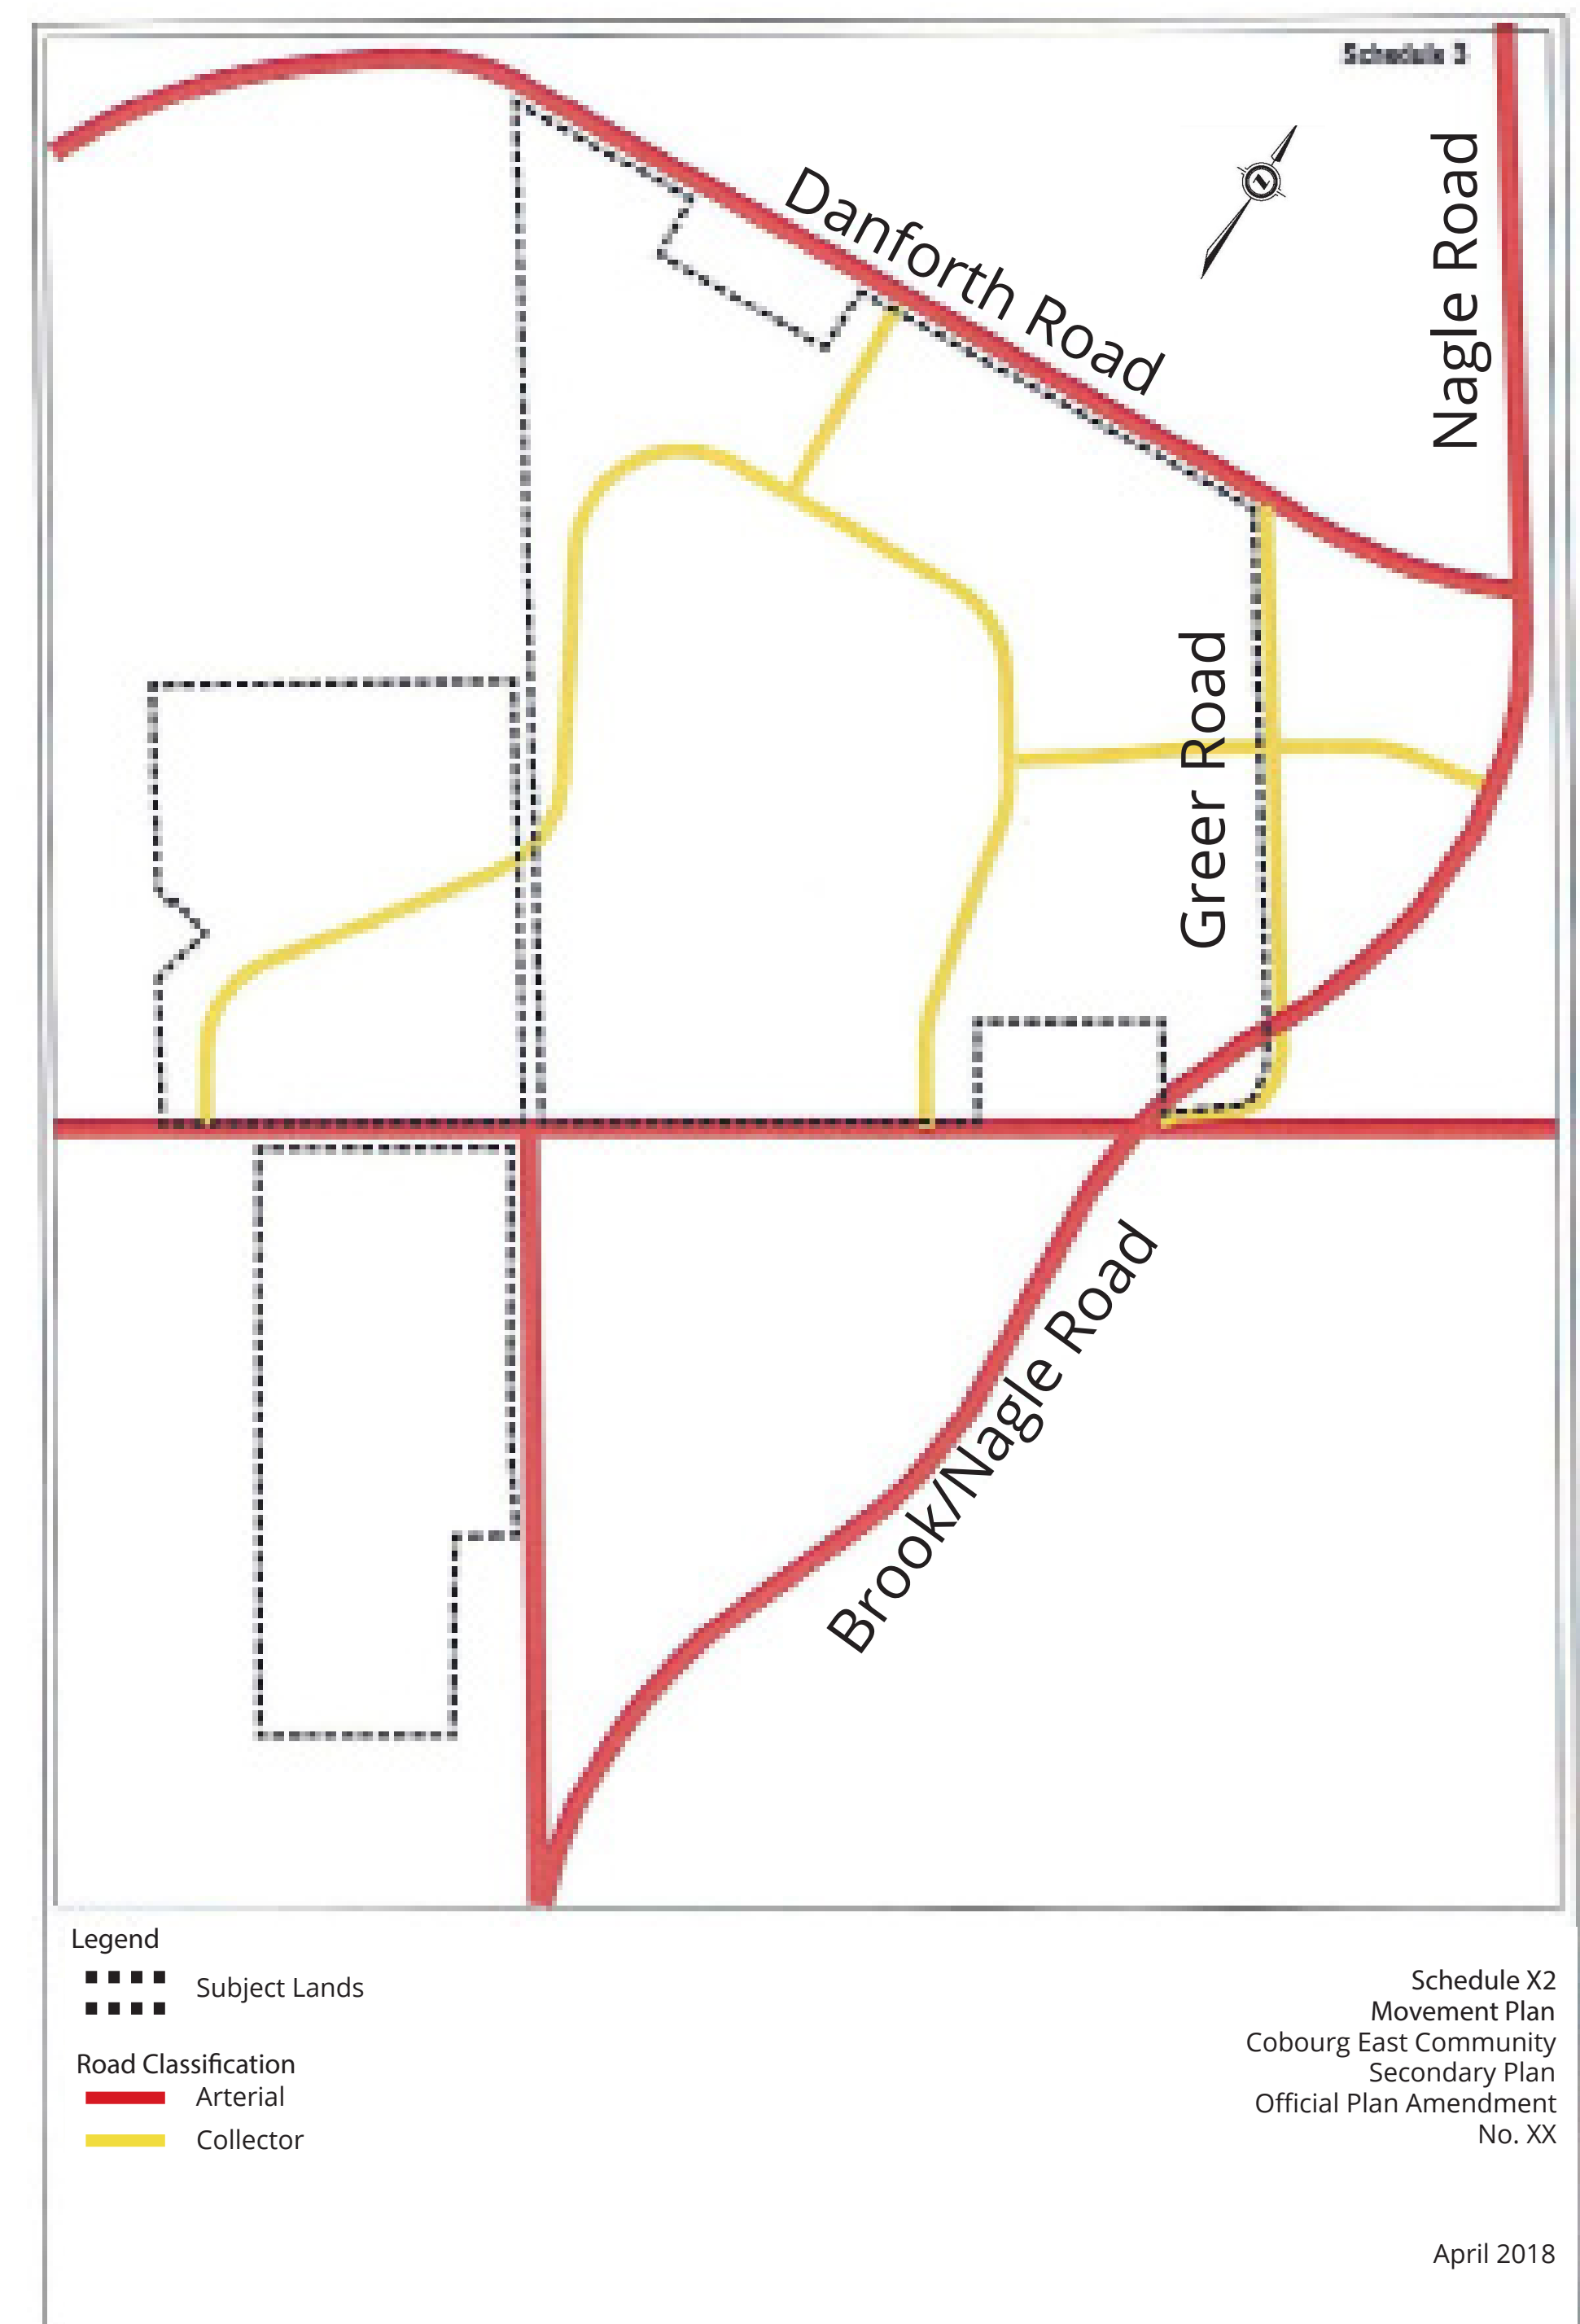 Schedule 3
Nagle Road
Danforth Road
Greer Road
Brook/Nagle Road
Legend
Subject Lands
Road Classification
Arterial
Collector
Schedule X2
Movement Plan
Cobourg East Community
Secondary Plan
Official Plan Amendment
No. XX
April 2018